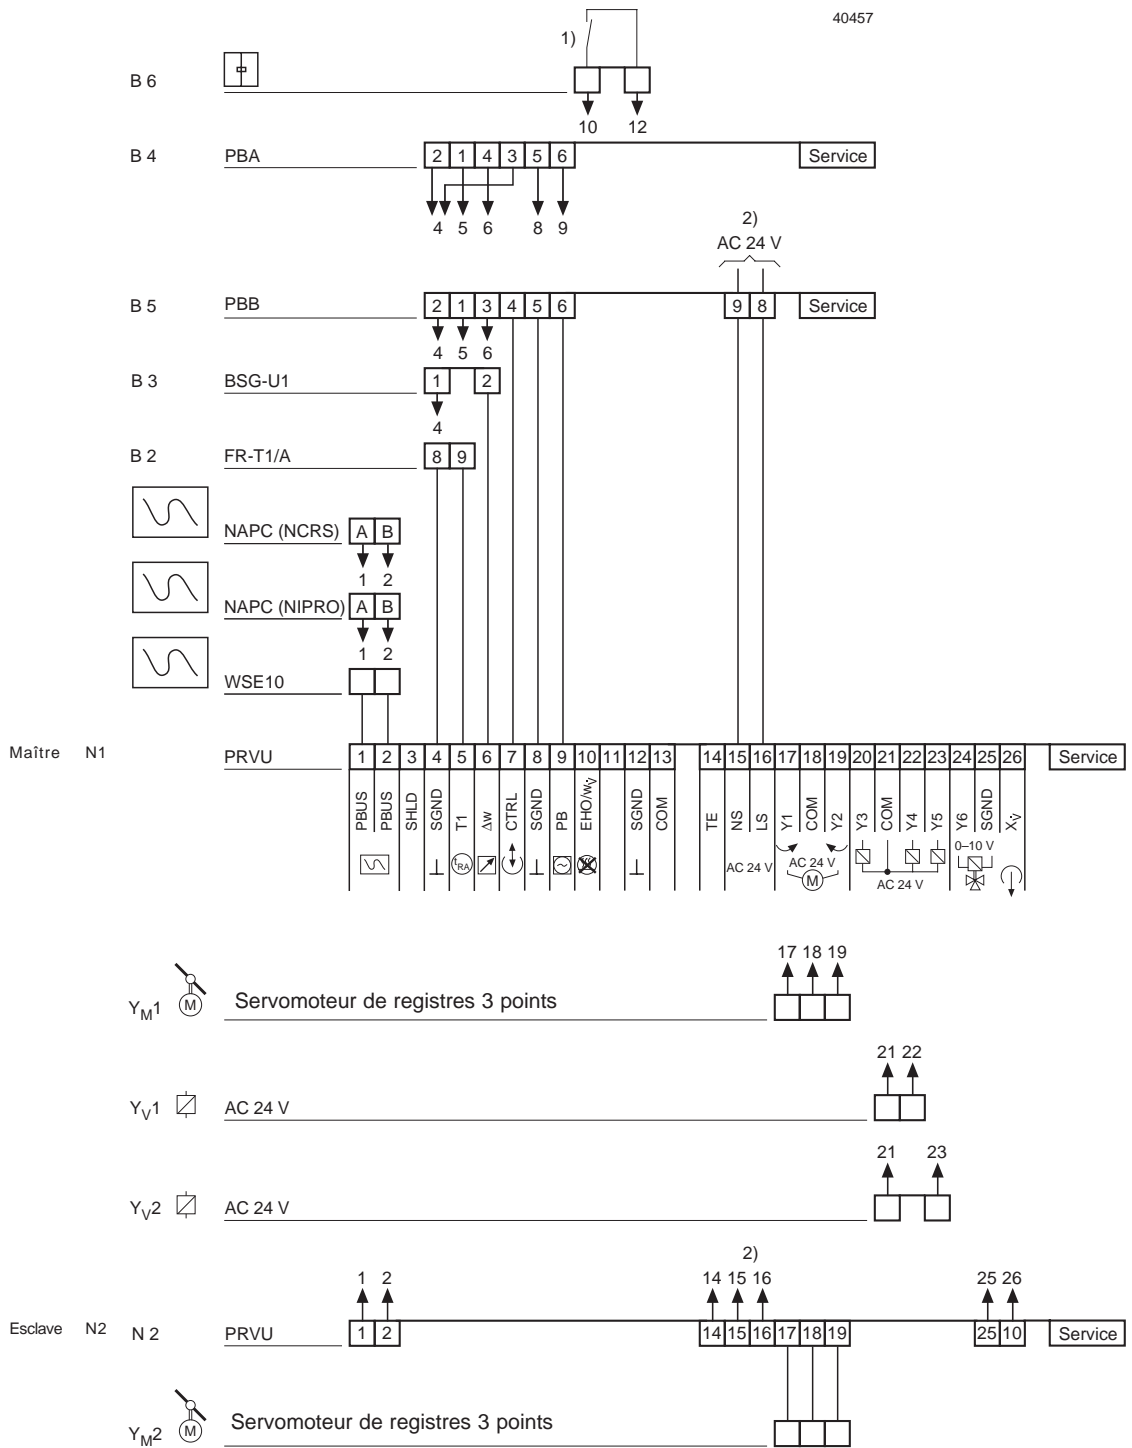 40457
1)
B 6
10 12
B 4 PBA 2 1 4 3 5 6 Service
4 5 6 8 9
2)
AC 24 V
B 5 PBB 2 1 3 4 5 6 9 8 Service
4 5 6
B 3 BSG-U1 1 2
4
B 2 FR-T1/A 8 9
NAPC (NCRS) A B
1 2
NAPC (NIPRO) A B
1 2
WSE10
Maître N1 PRVU 1 2 3 4 5 6 7 8 9 10 11 12 13 14 15 16 17 18 19 20 21 22 23 24 25 26 Service
PBUS PBUS SHLD SGND T1 Δw CTRL SGND PB EHO/wV̇ SGND COM TE NS LS Y1 COM Y2 Y3 COM Y4 Y5 Y6 SGND XV̇
0–10 V
tRA AC 24 V AC 24 V
M AC 24 V
17 18 19
YM1 M Servomoteur de registres 3 points
21 22
YV1 AC 24 V
21 23
YV2 AC 24 V
2)
1 2 14 15 16 25 26
Esclave N2 N 2 PRVU 1 2 14 15 16 17 18 19 25 10 Service
YM2 M Servomoteur de registres 3 points